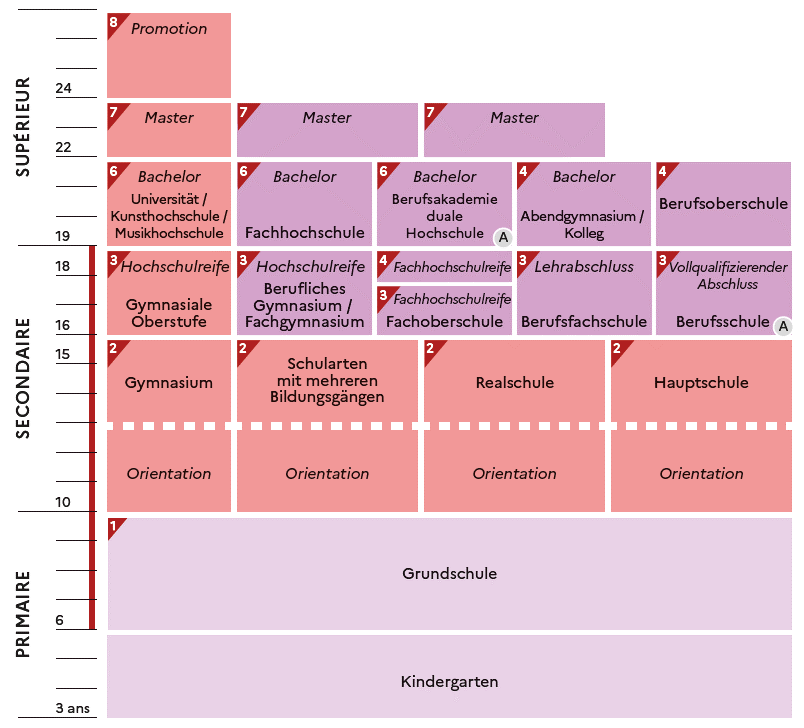 SUPÉRIEUR
24
22
19
8
Promotion
7
Master
7
Master
7
Master
6
Bachelor
Universität /
Kunsthochschule /
Musikhochschule
6
Bachelor
Fachhochschule
6
Bachelor
Berufsakademie
duale
Hochschule
A
4
Bachelor
Abendgymnasium /
Kolleg
4
Berufsoberschule
SECONDAIRE
18
16
15
10
3
Hochschulreife
Gymnasiale
Oberstufe
3
Hochschulreife
Berufliches
Gymnasium /
Fachgymnasium
4
Fachhochschulreife
3
Fachhochschulreife
Fachoberschule
3
Lehrabschluss
Berufsfachschule
3
Vollqualifizierender
Abschluss
Berufsschule
A
2
Gymnasium
2
Schularten
mit mehreren
Bildungsgängen
2
Realschule
2
Hauptschule
Orientation
Orientation
Orientation
Orientation
PRIMAIRE
6
3 ans
1
Grundschule
Kindergarten